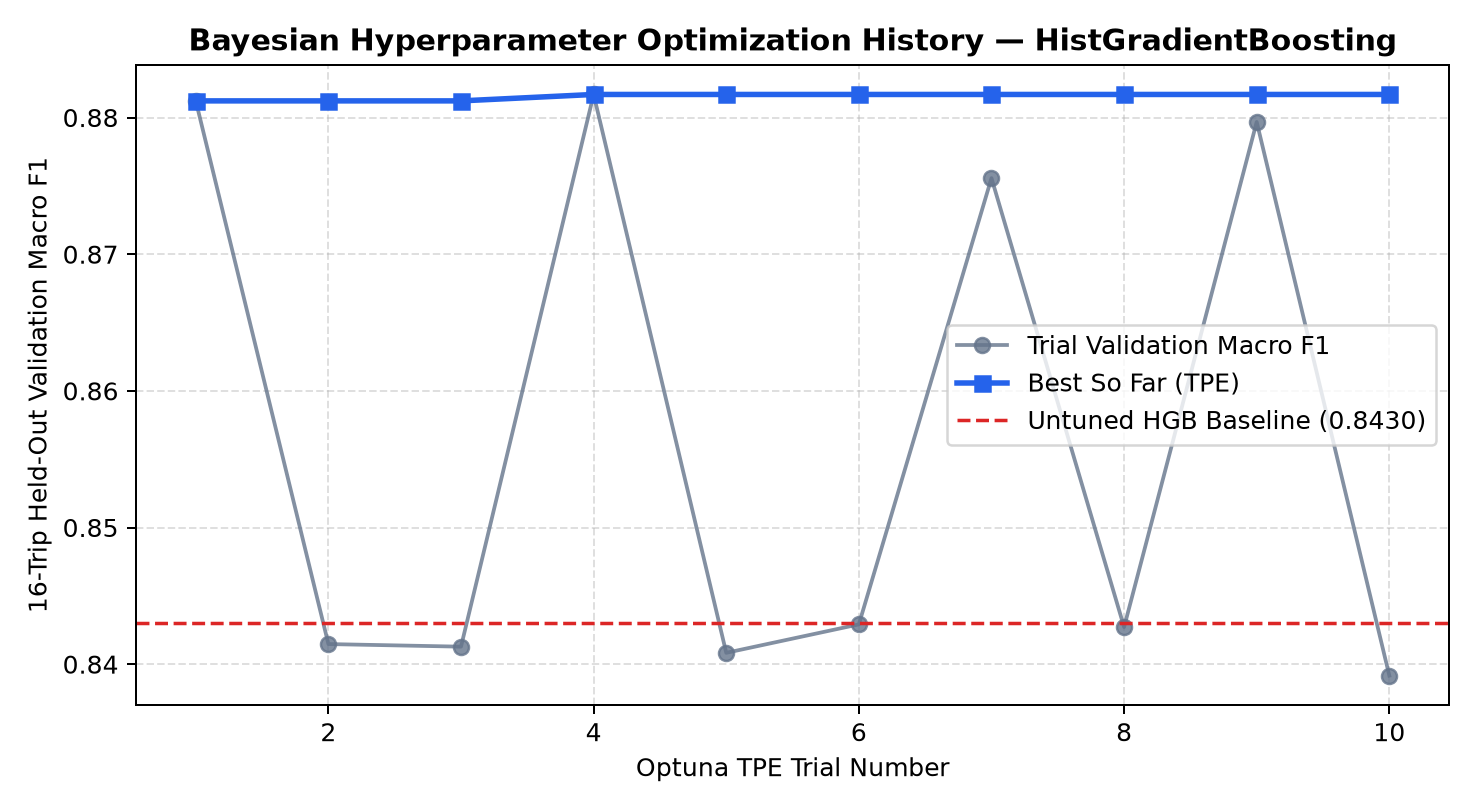 Bayesian Hyperparameter Optimization History — HistGradientBoosting
16-Trip Held-Out Validation Macro F1
0.88
0.87
0.86
0.85
0.84
Trial Validation Macro F1
Best So Far (TPE)
Untuned HGB Baseline (0.8430)
2
4
6
8
10
Optuna TPE Trial Number